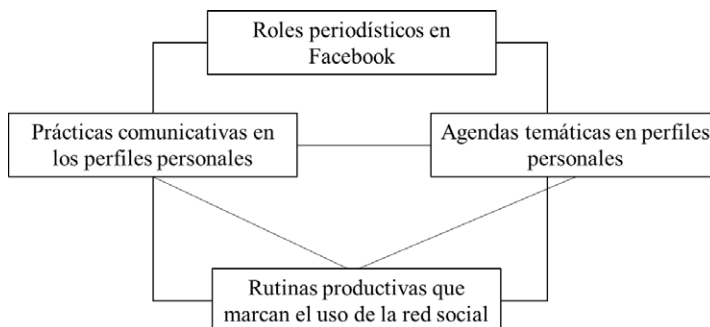 Roles periodísticos en
Facebook
Prácticas comunicativas en
los perfiles personales
Agendas temáticas en perfiles
personales
Rutinas productivas que
marcan el uso de la red social